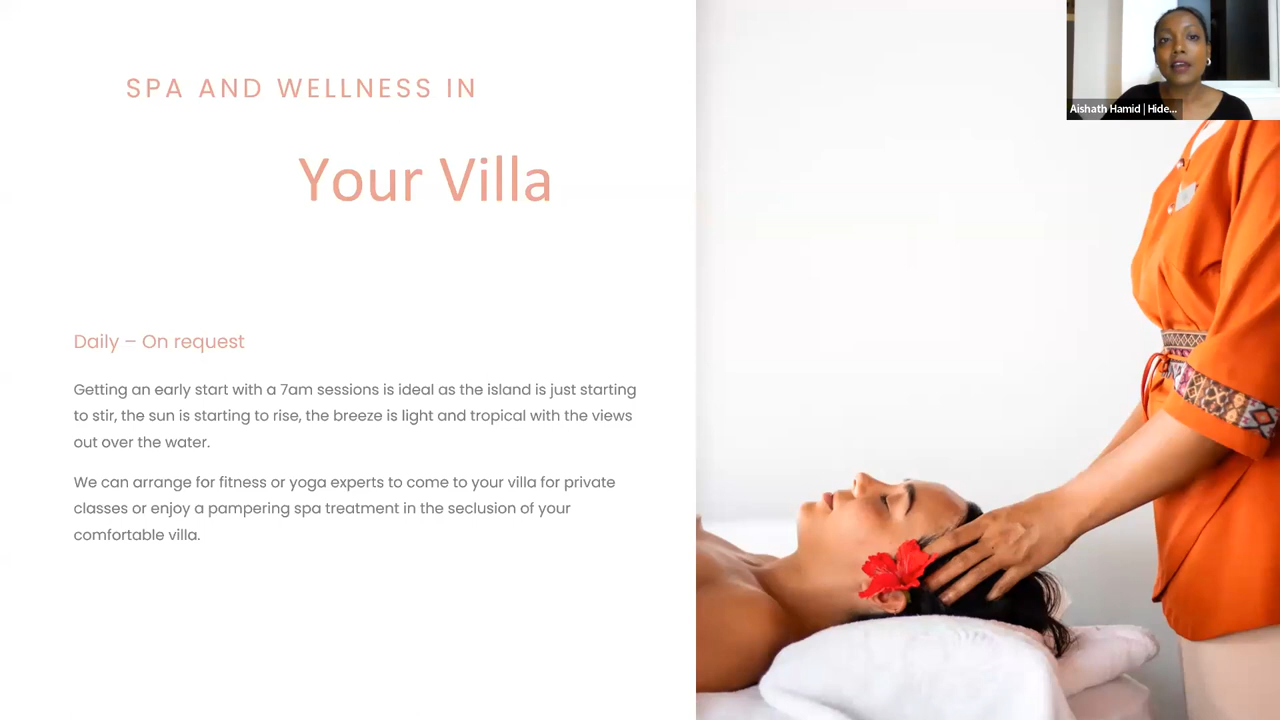 SPA AND WELLNESS IN
Your Villa
Daily – On request
Getting an early start with a 7am sessions is ideal as the island is just starting
to stir, the sun is starting to rise, the breeze is light and tropical with the views
out over the water.
We can arrange for fitness or yoga experts to come to your villa for private
classes or enjoy a pampering spa treatment in the seclusion of your
comfortable villa.
Aishath Hamid | Hide...